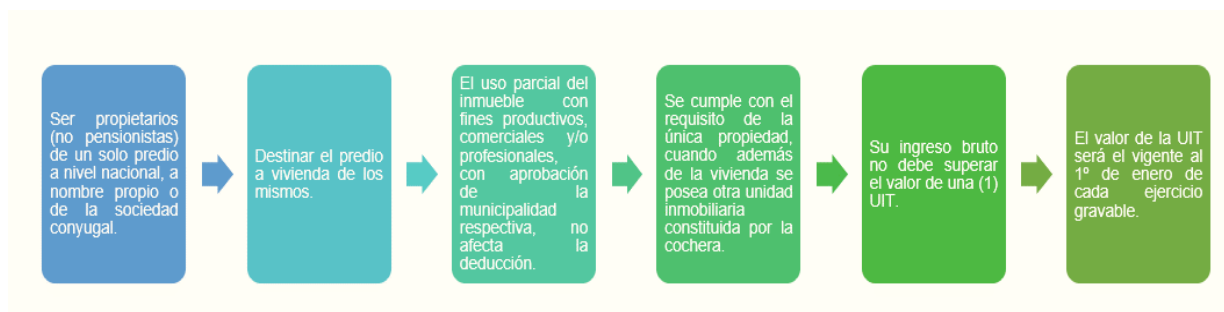 Ser propietarios
(no pensionistas)
de un solo predio
a nivel nacional, a
nombre propio o
de la sociedad
conyugal.
Destinar el predio
a vivienda de los
mismos.
El uso parcial del
inmueble con
fines productivos,
comerciales y/o
profesionales,
con aprobación
de la
municipalidad
respectiva, no
afecta la
deducción.
Se cumple con el
requisito de la
única propiedad,
cuando además
de la vivienda se
posea otra unidad
inmobiliaria
constituida por la
cochera.
Su ingreso bruto
no debe superar
el valor de una (1)
UIT.
El valor de la UIT
será el vigente al
1º de enero de
cada ejercicio
gravable.